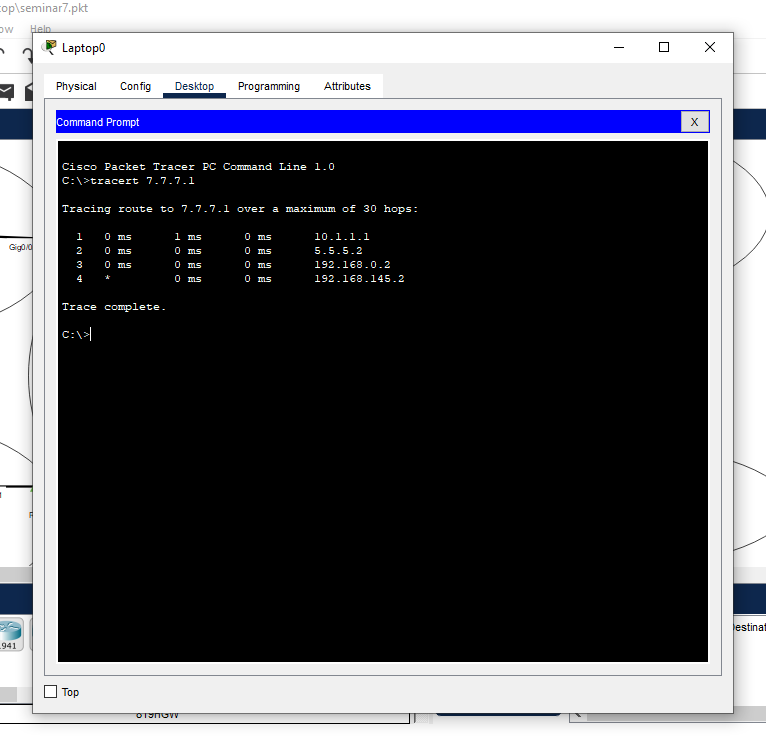 top\seminar7.pkt
ow Help
Laptop0
Physical Config Desktop Programming Attributes
Command Prompt X
Cisco Packet Tracer PC Command Line 1.0
C:\>tracert 7.7.7.1
Tracing route to 7.7.7.1 over a maximum of 30 hops:
1 0 ms 1 ms 0 ms 10.1.1.1
2 0 ms 0 ms 0 ms 5.5.5.2
3 0 ms 0 ms 0 ms 192.168.0.2
4 * 0 ms 0 ms 192.168.145.2
Trace complete.
C:\>
Gig0/0
Destinat
941
Top
819HGW